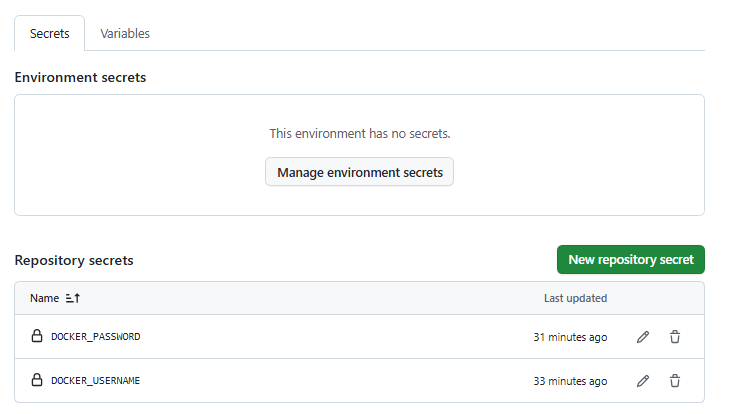 Secrets Variables
Environment secrets
This environment has no secrets.
Manage environment secrets
Repository secrets New repository secret
Name Last updated
DOCKER_PASSWORD 31 minutes ago
DOCKER_USERNAME 33 minutes ago